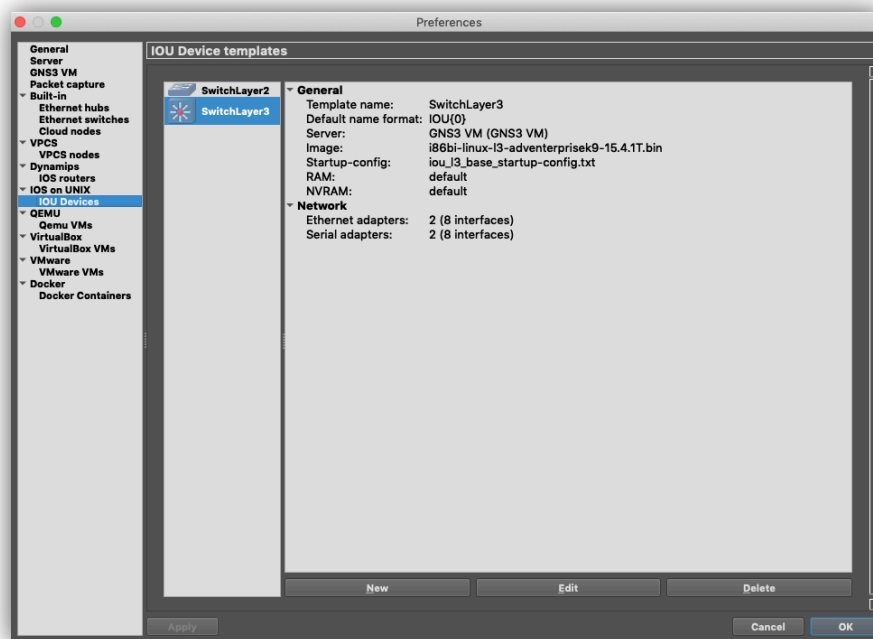 Preferences
General
Server
GNS3 VM
Packet capture
Built-in
Ethernet hubs
Ethernet switches
Cloud nodes
VPCS
VPCS nodes
Dynamips
IOS routers
IOS on UNIX
IOU Devices
QEMU
Qemu VMs
VirtualBox
VirtualBox VMs
VMware
VMware VMs
Docker
Docker Containers
IOU Device templates
SwitchLayer2
SwitchLayer3
General
Template name: SwitchLayer3
Default name format: IOU{0}
Server: GNS3 VM (GNS3 VM)
Image: i86bi-linux-l3-adventerprisek9-15.4.1T.bin
Startup-config: iou_l3_base_startup-config.txt
RAM: default
NVRAM: default
Network
Ethernet adapters: 2 (8 interfaces)
Serial adapters: 2 (8 interfaces)
New Edit Delete
Apply Cancel OK